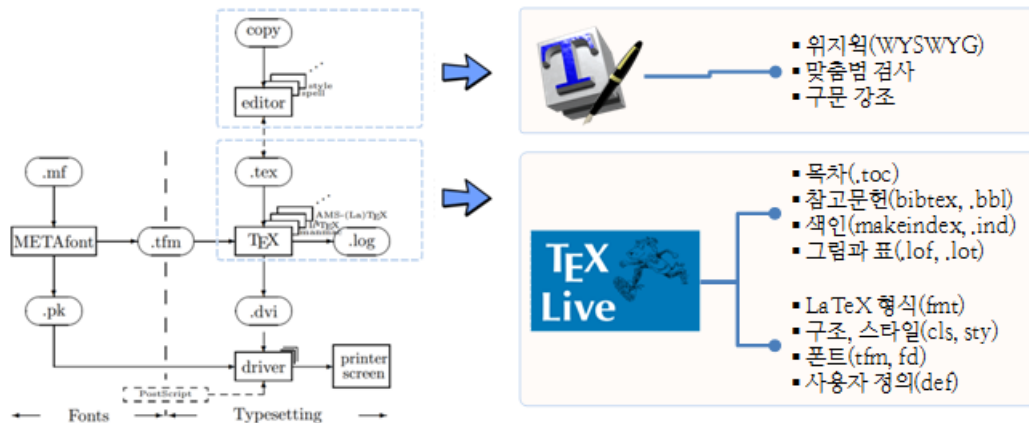 copy
style
spell
editor
.mf
.tex
AMS-(La)TEX
LATEX
manmac
METAfont
.tfm
TEX
.log
.pk
.dvi
driver
printer
screen
PostScript
Fonts
Typesetting
T
▪ 위지윅(WYSWYG)
▪ 맞춤범 검사
▪ 구문 강조
TEX
Live
▪ 목차(.toc)
▪ 참고문헌(bibtex, .bbl)
▪ 색인(makeindex, .ind)
▪ 그림과 표(.lof, .lot)
▪ LaTeX 형식(fmt)
▪ 구조, 스타일(cls, sty)
▪ 폰트(tfm, fd)
▪ 사용자 정의(def)